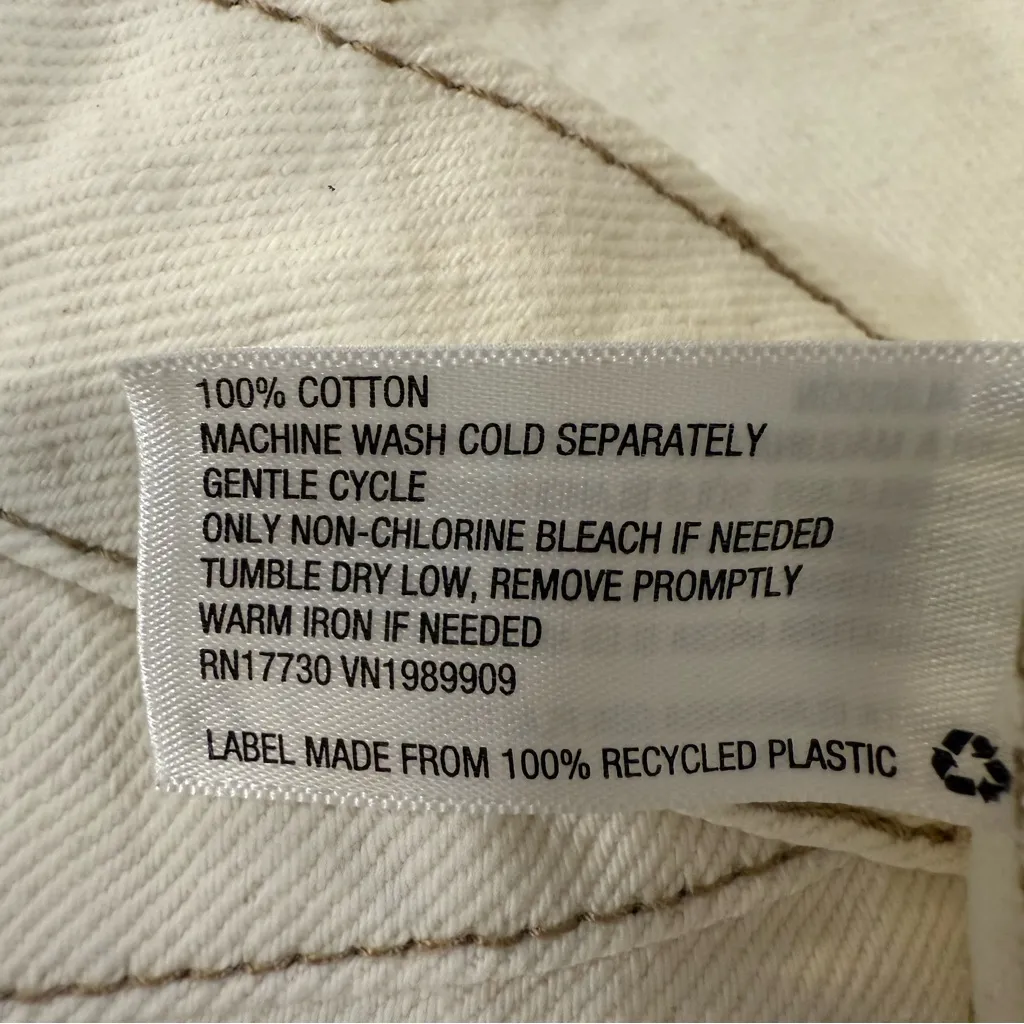 100% COTTON
MACHINE WASH COLD SEPARATELY
GENTLE CYCLE
ONLY NON-CHLORINE BLEACH IF NEEDED
TUMBLE DRY LOW, REMOVE PROMPTLY
WARM IRON IF NEEDED
RN17730 VN1989909
LABEL MADE FROM 100% RECYCLED PLASTIC